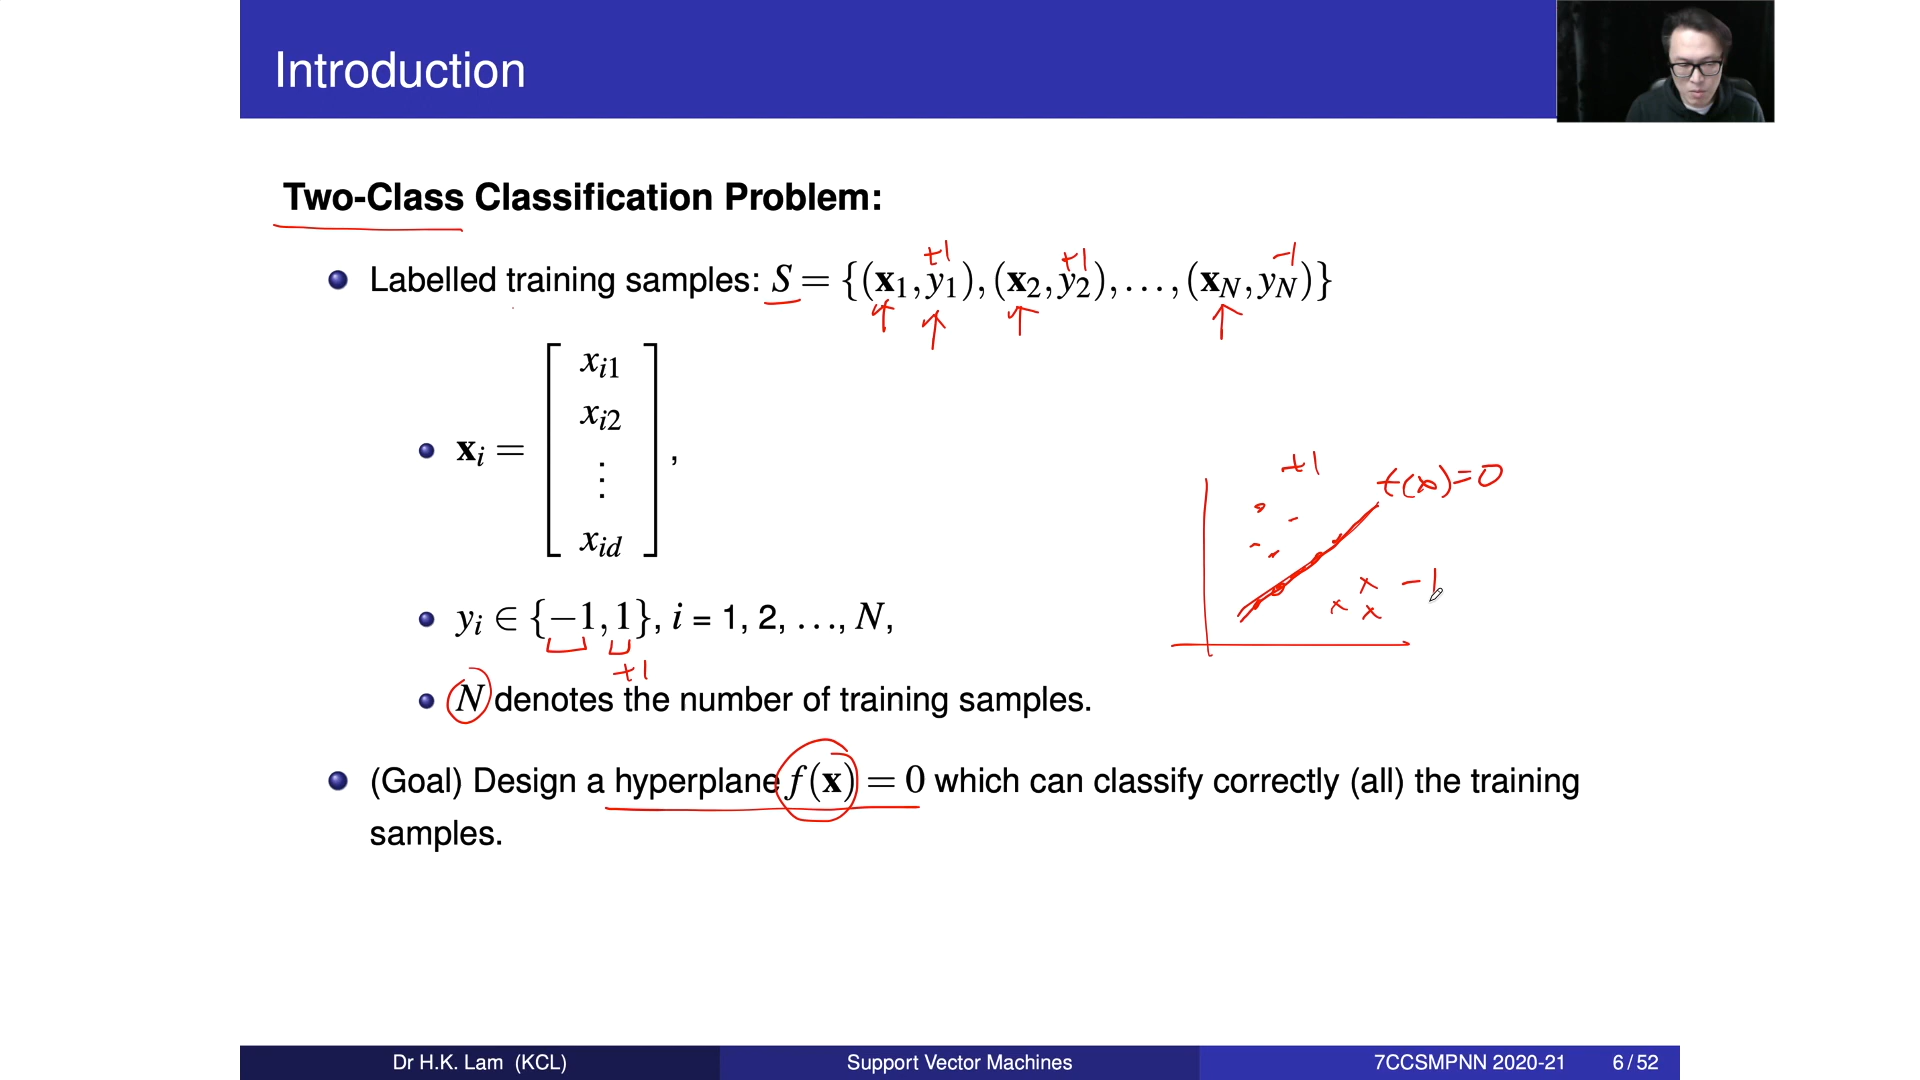 Introduction
Two-Class Classification Problem:
+1 +1 -1
Labelled training samples: S = {(x1, y1), (x2, y2), . . . , (xN, yN)}
xi = [ xi1
xi2
⋮
xid ] ,
+1
f(x)=0
x -1
x x
yi ∈ {−1, 1}, i = 1, 2, . . ., N,
+1
N denotes the number of training samples.
(Goal) Design a hyperplane f(x) = 0 which can classify correctly (all) the training
samples.
Dr H.K. Lam (KCL) Support Vector Machines 7CCSMPNN 2020-21 6 / 52